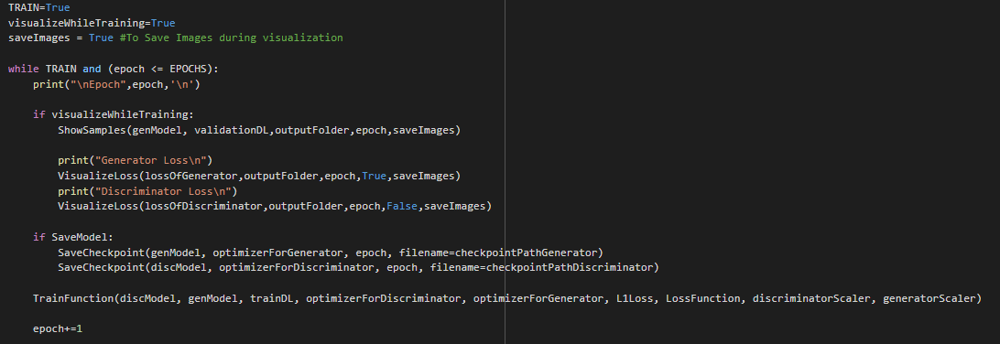 TRAIN=True
visualizeWhileTraining=True
saveImages = True #To Save Images during visualization
while TRAIN and (epoch <= EPOCHS):
    print("\nEpoch",epoch,'\n')
    if visualizeWhileTraining:
        ShowSamples(genModel, validationDL,outputFolder,epoch,saveImages)
        print("Generator Loss\n")
        VisualizeLoss(lossOfGenerator,outputFolder,epoch,True,saveImages)
        print("Discriminator Loss\n")
        VisualizeLoss(lossOfDiscriminator,outputFolder,epoch,False,saveImages)
    if SaveModel:
        SaveCheckpoint(genModel, optimizerForGenerator, epoch, filename=checkpointPathGenerator)
        SaveCheckpoint(discModel, optimizerForDiscriminator, epoch, filename=checkpointPathDiscriminator)
    TrainFunction(discModel, genModel, trainDL, optimizerForDiscriminator, optimizerForGenerator, L1Loss, LossFunction, discriminatorScaler, generatorScaler)
    epoch+=1